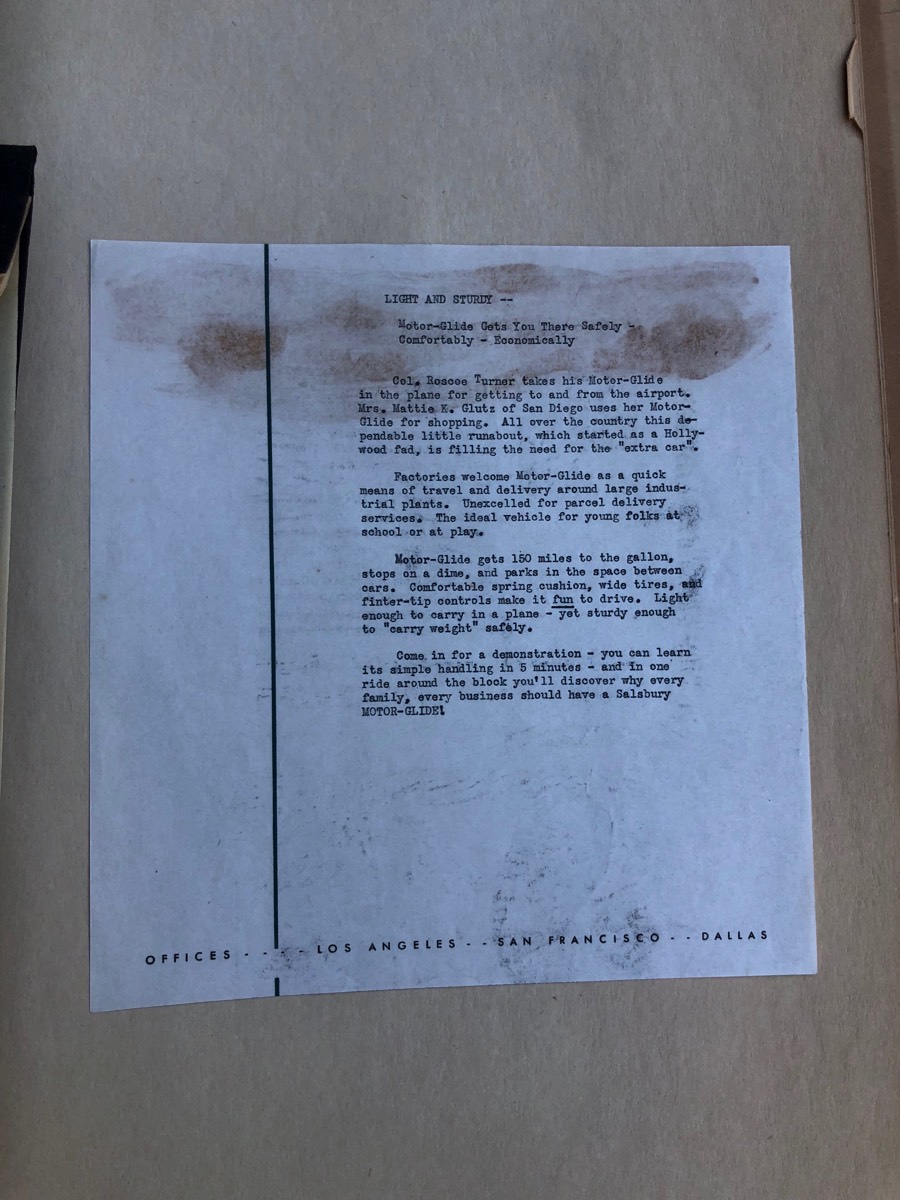 LIGHT AND STURDY --
Motor-Glide Gets You There Safely -
Comfortably - Economically
Col. Roscoe Turner takes his Motor-Glide
in the plane for getting to and from the airport.
Mrs. Mattie K. Glutz of San Diego uses her Motor-
Glide for shopping. All over the country this de-
pendable little runabout, which started as a Holly-
wood fad, is filling the need for the "extra car".
Factories welcome Motor-Glide as a quick
means of travel and delivery around large indus-
trial plants. Unexcelled for parcel delivery
services. The ideal vehicle for young folks at
school or at play.
Motor-Glide gets 150 miles to the gallon,
stops on a dime, and parks in the space between
cars. Comfortable spring cushion, wide tires, and
finter-tip controls make it fun to drive. Light
enough to carry in a plane - yet sturdy enough
to "carry weight" safely.
Come in for a demonstration - you can learn
its simple handling in 5 minutes - and in one
ride around the block you'll discover why every
family, every business should have a Salsbury
MOTOR-GLIDE!
OFFICES - - - - LOS ANGELES - - SAN FRANCISCO - - DALLAS